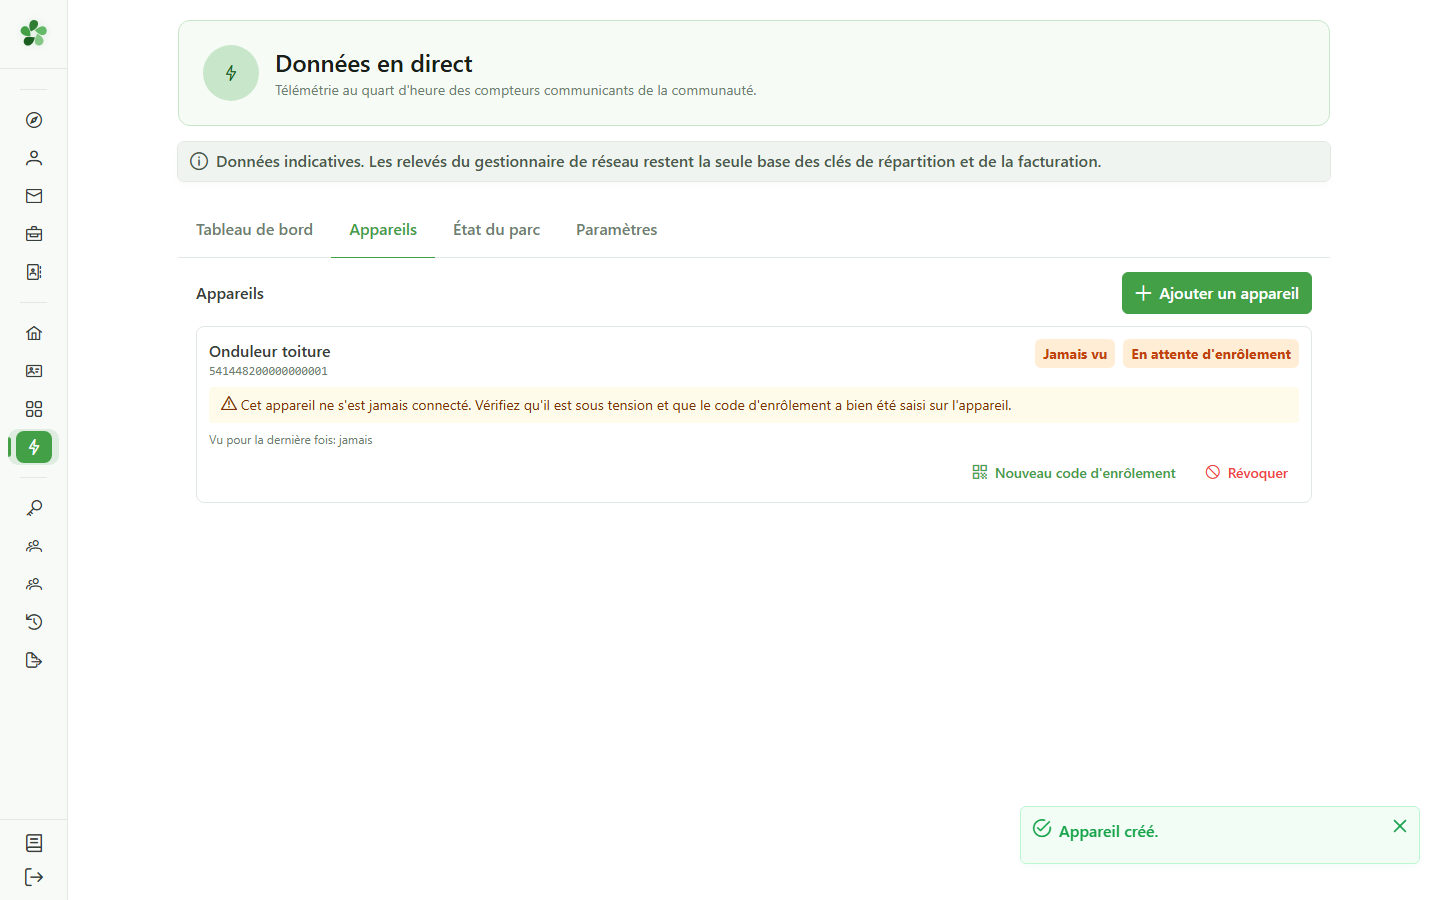 Données en direct
Télémétrie au quart d'heure des compteurs communicants de la communauté.
Données indicatives. Les relevés du gestionnaire de réseau restent la seule base des clés de répartition et de la facturation.
Tableau de bord
Appareils
État du parc
Paramètres
Appareils
Ajouter un appareil
Onduleur toiture
Jamais vu
En attente d'enrôlement
541448200000000001
Cet appareil ne s'est jamais connecté. Vérifiez qu'il est sous tension et que le code d'enrôlement a bien été saisi sur l'appareil.
Vu pour la dernière fois: jamais
Nouveau code d'enrôlement
Révoquer
Appareil créé.